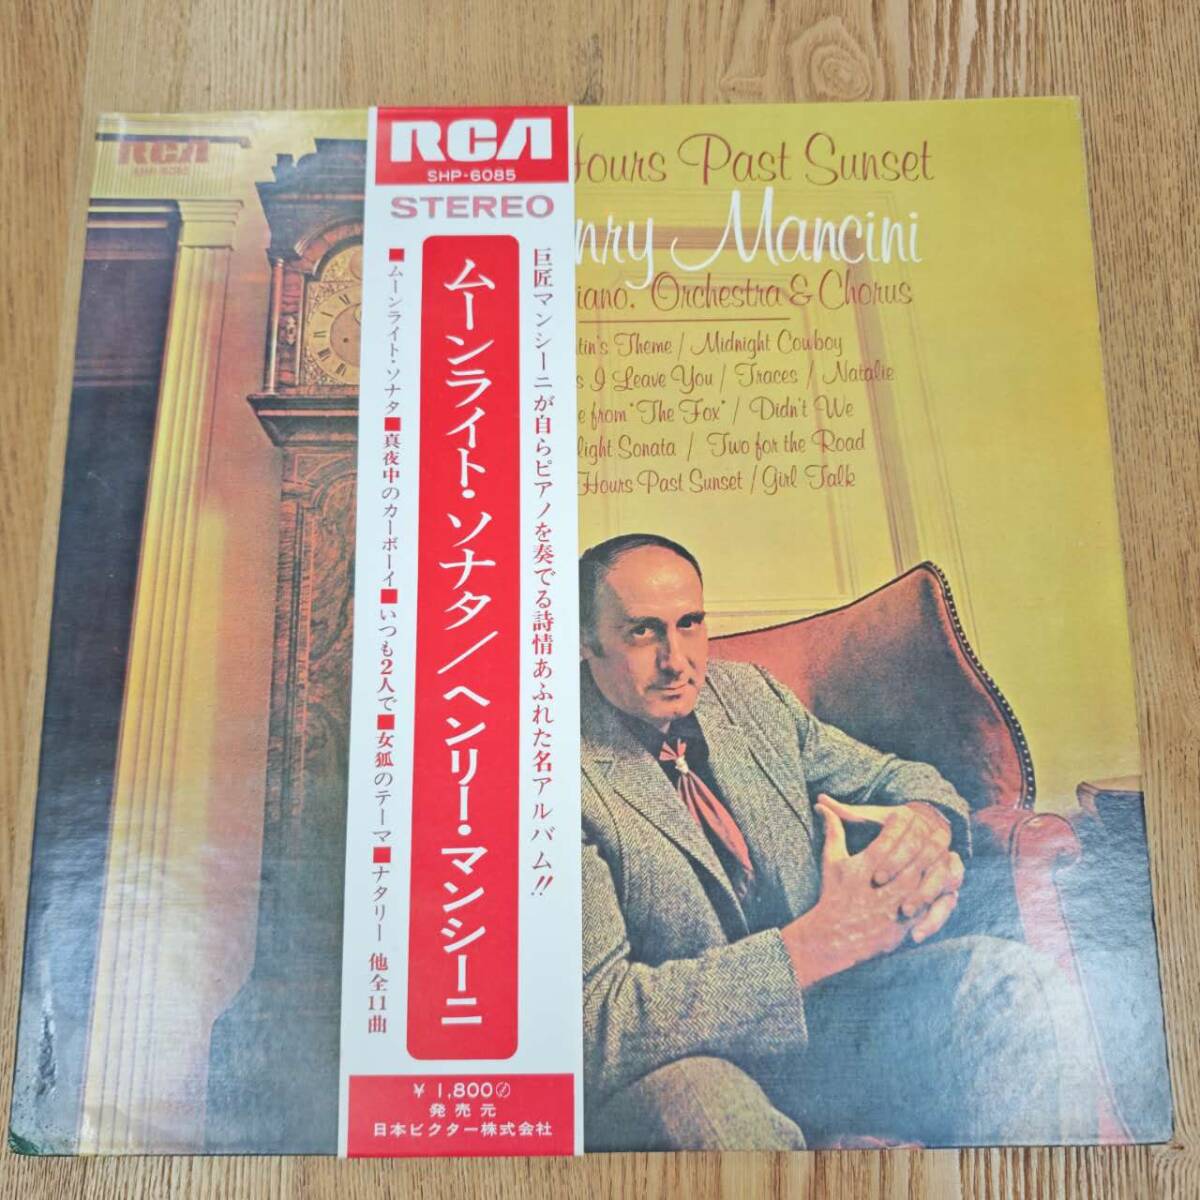 RCA
SHP-6085
RCA
SHP-6085
STEREO
巨匠マンシーニが自らピアノを奏でる詩情あふれた名アルバム!!
ムーンライト・ソナタ/ヘンリー・マンシーニ
■ムーンライト・ソナタ■真夜中のカーボーイ■いつも2人で■女狐のテーマ■ナタリー 他全11曲
¥1,800
発売元
日本ビクター株式会社
Hours Past Sunset
nry Mancini
iano, Orchestra & Chorus
tin's Theme / Midnight Cowboy
s I Leave You / Traces / Natalie
e from "The Fox" / Didn't We
light Sonata / Two for the Road
Hours Past Sunset / Girl Talk